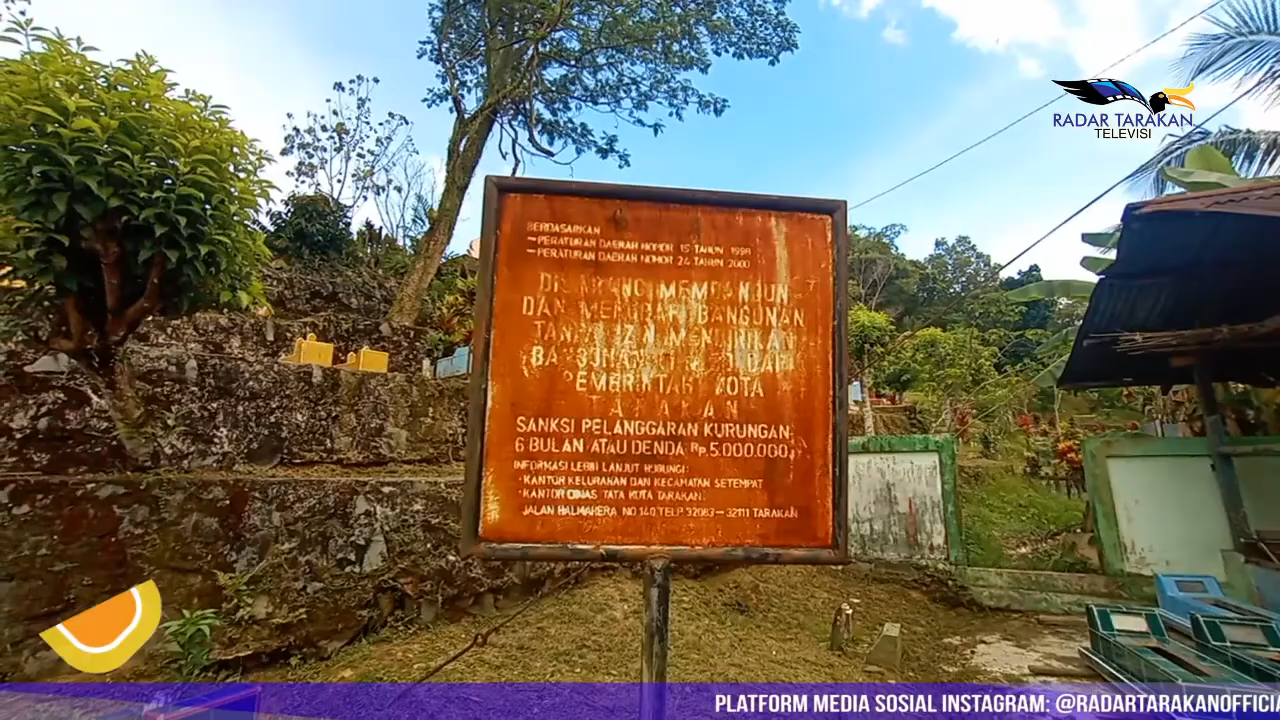 RADAR TARAKAN
TELEVISI
BERDASARKAN
- PERATURAN DAERAH NOMOR 15 TAHUN 1998
- PERATURAN DAERAH NOMOR 24 TAHUN 2000
DILARANG MEMBANGUN
DAN MERUBAH BANGUNAN
TANPA IZIN
PEMERINTAH KOTA
TARAKAN
SANKSI PELANGGARAN KURUNGAN
6 BULAN ATAU DENDA Rp.5.000.000,-
INFORMASI LEBIH LANJUT HUBUNGI:
- KANTOR KELURAHAN DAN KECAMATAN SETEMPAT
- KANTOR DINAS TATA KOTA TARAKAN
JALAN HALMAHERA NO 140 TELP 32083 - 32111 TARAKAN
PLATFORM MEDIA SOSIAL INSTAGRAM: @RADARTARAKANOFFICIA